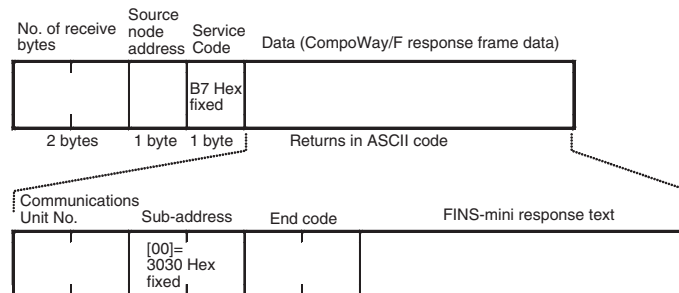 No. of receive bytes
Source node address
Service Code
Data (CompoWay/F response frame data)
B7 Hex fixed
2 bytes
1 byte
1 byte
Returns in ASCII code
Communications Unit No.
Sub-address
End code
FINS-mini response text
[00]=
3030 Hex
fixed